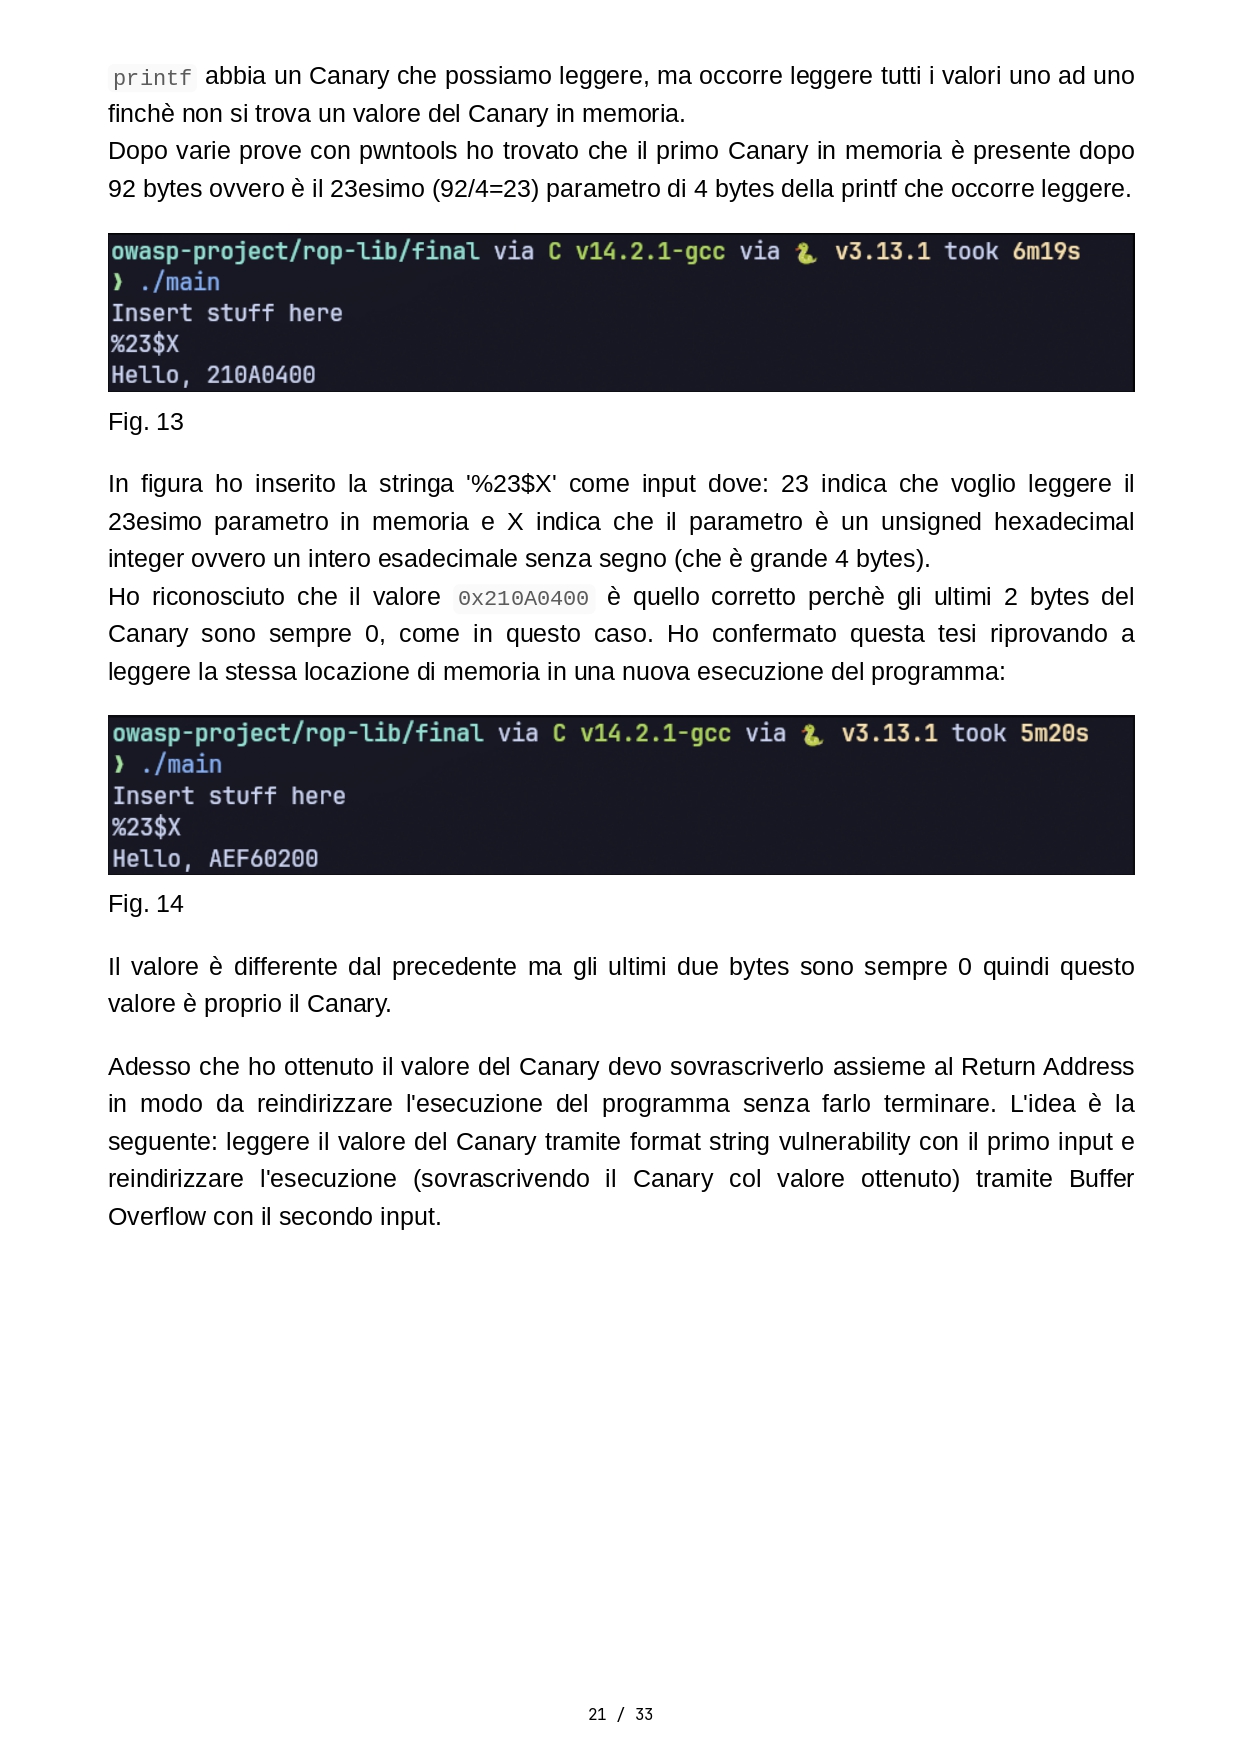 printf abbia un Canary che possiamo leggere, ma occorre leggere tutti i valori uno ad uno
finchè non si trova un valore del Canary in memoria.
Dopo varie prove con pwntools ho trovato che il primo Canary in memoria è presente dopo
92 bytes ovvero è il 23esimo (92/4=23) parametro di 4 bytes della printf che occorre leggere.
owasp-project/rop-lib/final via C v14.2.1-gcc via 🐍 v3.13.1 took 6m19s
❱ ./main
Insert stuff here
%23$X
Hello, 210A0400
Fig. 13
In figura ho inserito la stringa '%23$X' come input dove: 23 indica che voglio leggere il
23esimo parametro in memoria e X indica che il parametro è un unsigned hexadecimal
integer ovvero un intero esadecimale senza segno (che è grande 4 bytes).
Ho riconosciuto che il valore 0x210A0400 è quello corretto perchè gli ultimi 2 bytes del
Canary sono sempre 0, come in questo caso. Ho confermato questa tesi riprovando a
leggere la stessa locazione di memoria in una nuova esecuzione del programma:
owasp-project/rop-lib/final via C v14.2.1-gcc via 🐍 v3.13.1 took 5m20s
❱ ./main
Insert stuff here
%23$X
Hello, AEF60200
Fig. 14
Il valore è differente dal precedente ma gli ultimi due bytes sono sempre 0 quindi questo
valore è proprio il Canary.
Adesso che ho ottenuto il valore del Canary devo sovrascriverlo assieme al Return Address
in modo da reindirizzare l'esecuzione del programma senza farlo terminare. L'idea è la
seguente: leggere il valore del Canary tramite format string vulnerability con il primo input e
reindirizzare l'esecuzione (sovrascrivendo il Canary col valore ottenuto) tramite Buffer
Overflow con il secondo input.
21 / 33